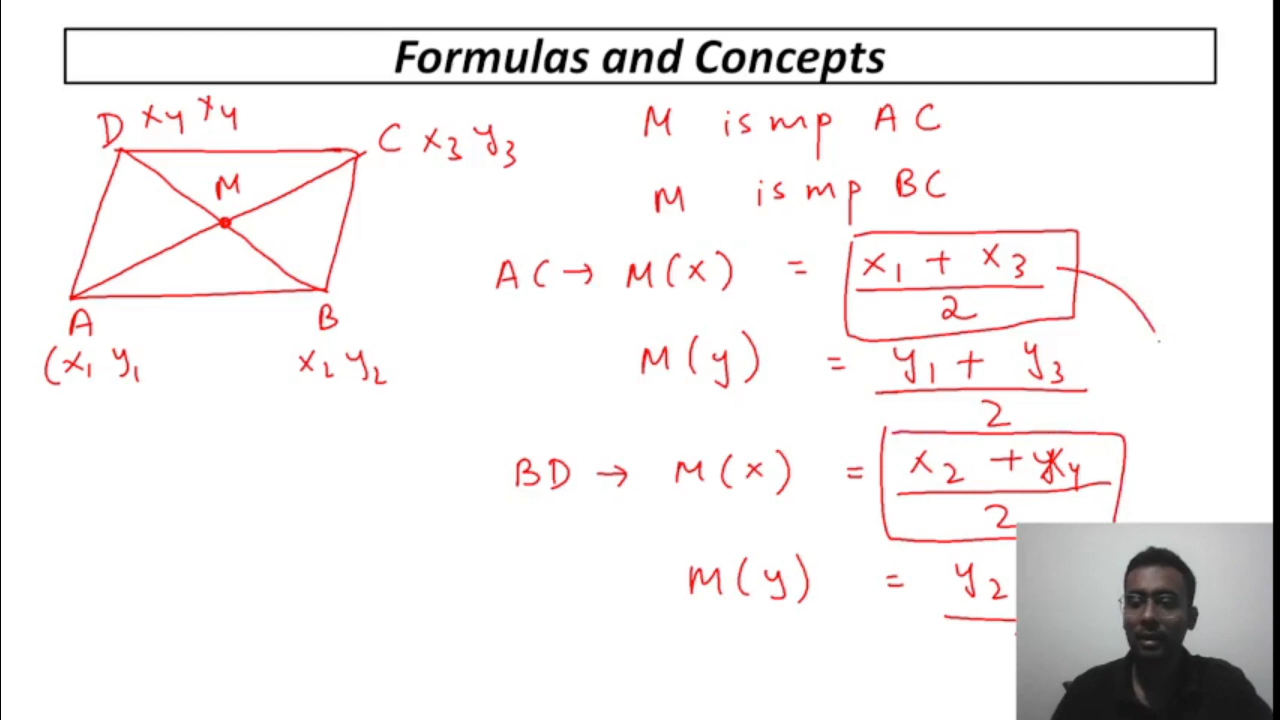 Formulas and Concepts
D x4 y4
C x3 y3
M
A
B
(x1 y1
x2 y2
M is mp AC
M is mp BC
AC → M(x) = x1 + x3 / 2
M(y) = y1 + y3 / 2
BD → M(x) = x2 + x4 / 2
M(y) = y2